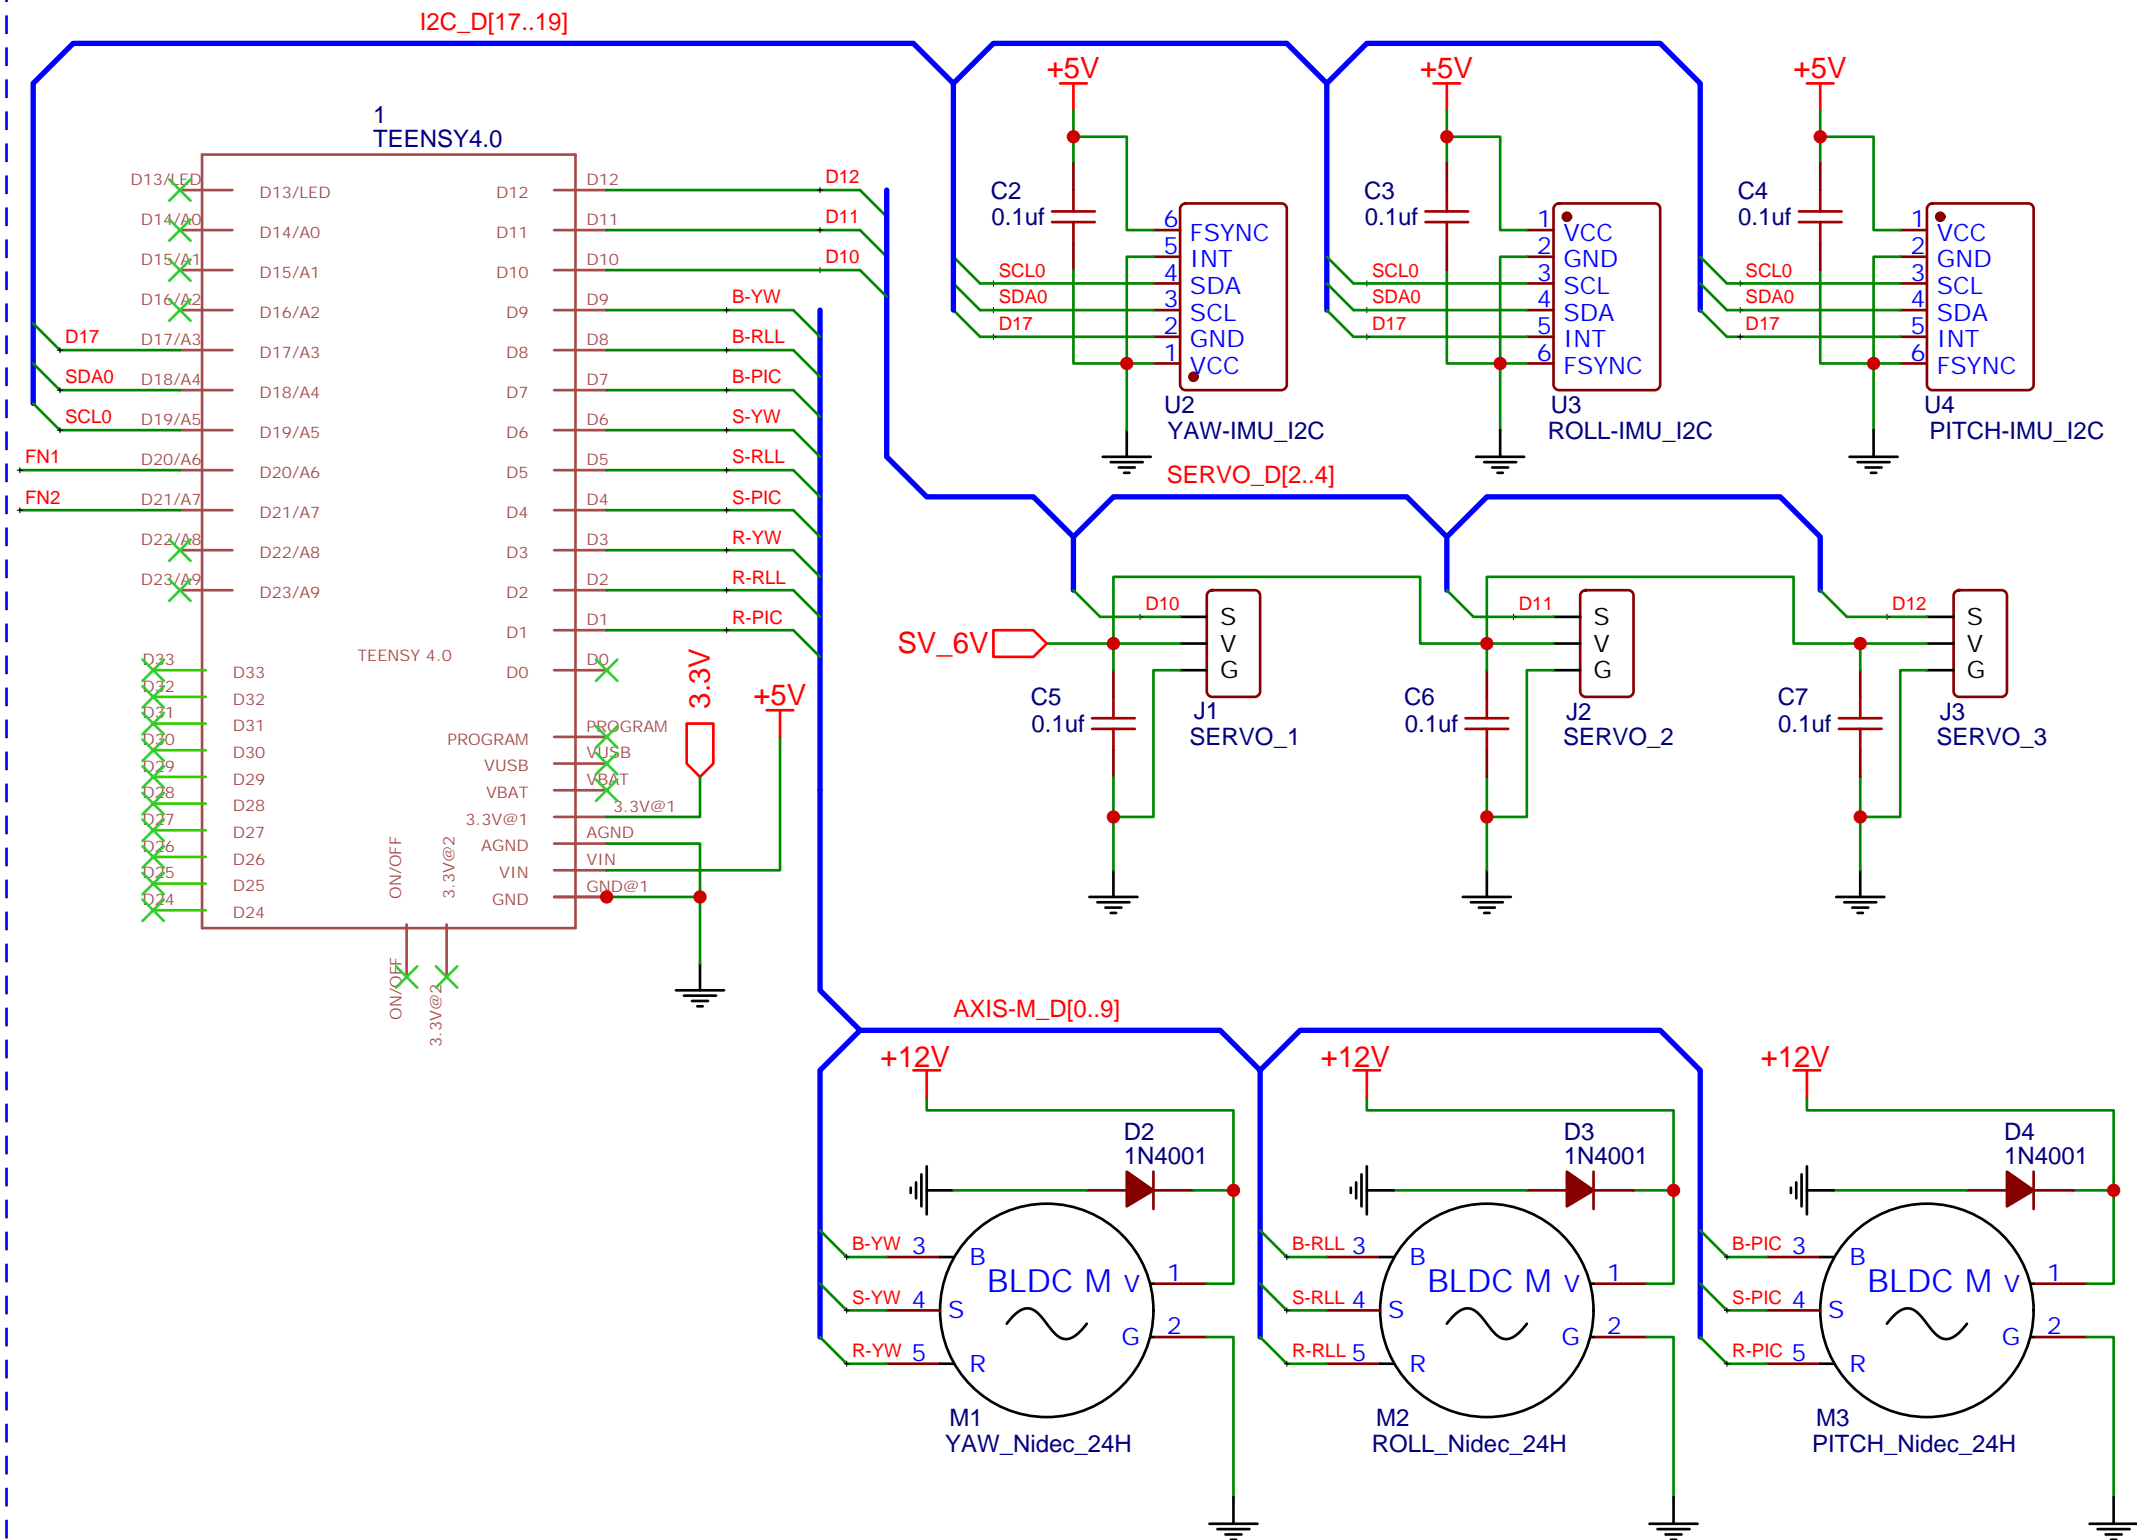 I2C_D[17..19]
1
TEENSY4.0
D13/LED
D14/A0
D15/A1
D16/A2
D17
D17/A3
SDA0
D18/A4
SCL0
D19/A5
FN1
D20/A6
FN2
D21/A7
D22/A8
D23/A9
D33
D32
D31
D30
D29
D28
D27
D26
D25
D24
D13/LED
D14/A0
D15/A1
D16/A2
D17/A3
D18/A4
D19/A5
D20/A6
D21/A7
D22/A8
D23/A9
TEENSY 4.0
D33
D32
D31
D30
D29
D28
D27
D26
D25
D24
ON/OFF
3.3V@2
ON/OFF
3.3V@2
D12
D11
D10
D9
D8
D7
D6
D5
D4
D3
D2
D1
D0
PROGRAM
VUSB
VBAT
3.3V@1
AGND
VIN
GND
D12
D11
D10
D9
D8
D7
D6
D5
D4
D3
D2
D1
D0
PROGRAM
VUSB
VBAT
3.3V@1
AGND
VIN
GND@1
D12
D11
D10
B-YW
B-RLL
B-PIC
S-YW
S-RLL
S-PIC
R-YW
R-RLL
R-PIC
3.3V
+5V
+5V
C2
0.1uf
SCL0
SDA0
D17
6 FSYNC
5 INT
4 SDA
3 SCL
2 GND
1 VCC
U2
YAW-IMU_I2C
+5V
C3
0.1uf
SCL0
SDA0
D17
1 VCC
2 GND
3 SCL
4 SDA
5 INT
6 FSYNC
U3
ROLL-IMU_I2C
+5V
C4
0.1uf
SCL0
SDA0
D17
1 VCC
2 GND
3 SCL
4 SDA
5 INT
6 FSYNC
U4
PITCH-IMU_I2C
SERVO_D[2..4]
SV_6V
D10
S
V
G
C5
0.1uf
J1
SERVO_1
D11
S
V
G
C6
0.1uf
J2
SERVO_2
D12
S
V
G
C7
0.1uf
J3
SERVO_3
AXIS-M_D[0..9]
+12V
D2
1N4001
B-YW 3 B
S-YW 4 S
R-YW 5 R
BLDC M
V 1
G 2
M1
YAW_Nidec_24H
+12V
D3
1N4001
B-RLL 3 B
S-RLL 4 S
R-RLL 5 R
BLDC M
V 1
G 2
M2
ROLL_Nidec_24H
+12V
D4
1N4001
B-PIC 3 B
S-PIC 4 S
R-PIC 5 R
BLDC M
V 1
G 2
M3
PITCH_Nidec_24H